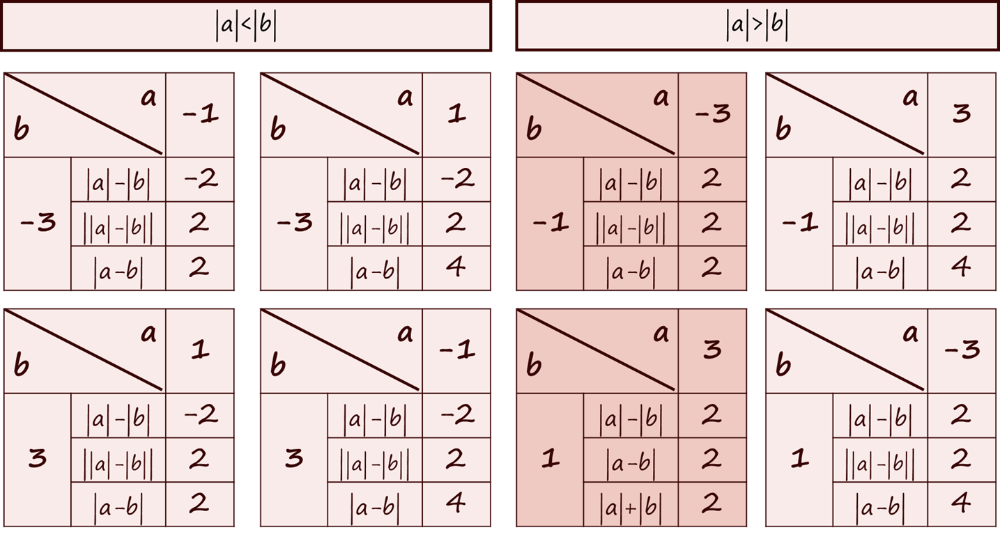 |a|<|b|
|a|>|b|
a -1
b
-3
|a|-|b| -2
||a|-|b|| 2
|a-b| 2
a 1
b
-3
|a|-|b| -2
||a|-|b|| 2
|a-b| 4
a -3
b
-1
|a|-|b| 2
||a|-|b|| 2
|a-b| 2
a 3
b
-1
|a|-|b| 2
||a|-|b|| 2
|a-b| 4
a 1
b
3
|a|-|b| -2
||a|-|b|| 2
|a-b| 2
a -1
b
3
|a|-|b| -2
||a|-|b|| 2
|a-b| 4
a 3
b
1
|a|-|b| 2
|a-b| 2
|a|+|b| 2
a -3
b
1
|a|-|b| 2
||a|-|b|| 2
|a-b| 4